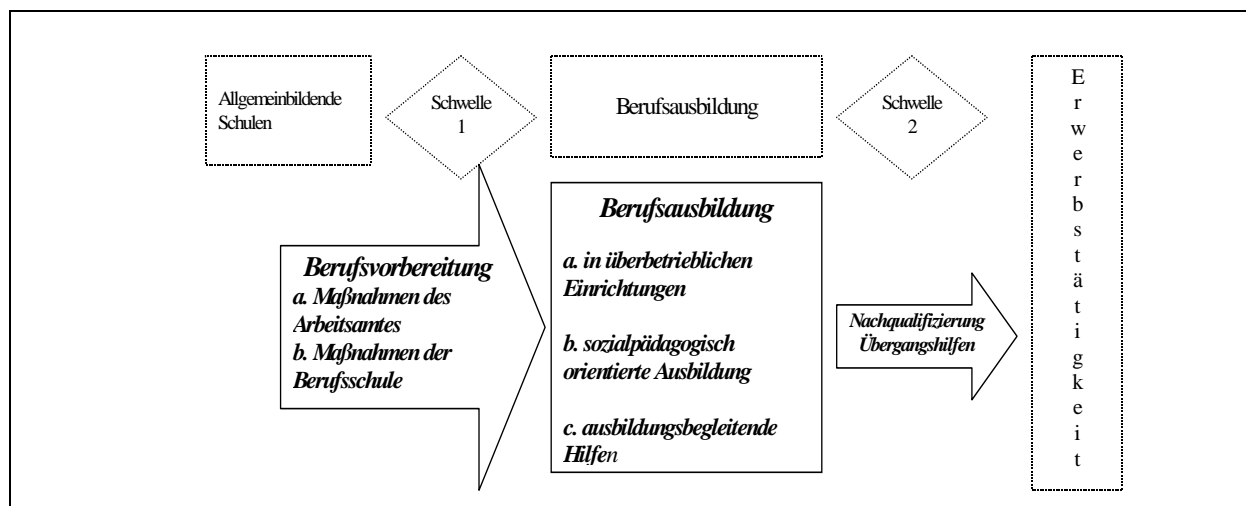 Allgemeinbildende
Schulen
Schwelle
1
Berufsausbildung
Schwelle
2
E
r
w
e
r
b
s
t
ä
t
i
g
k
e
i
t
Berufsvorbereitung
a. Maßnahmen des
Arbeitsamtes
b. Maßnahmen der
Berufsschule
Berufsausbildung
a. in überbetrieblichen
Einrichtungen
b. sozialpädagogisch
orientierte Ausbildung
c. ausbildungsbegleitende
Hilfen
Nachqualifizierung
Übergangshilfen